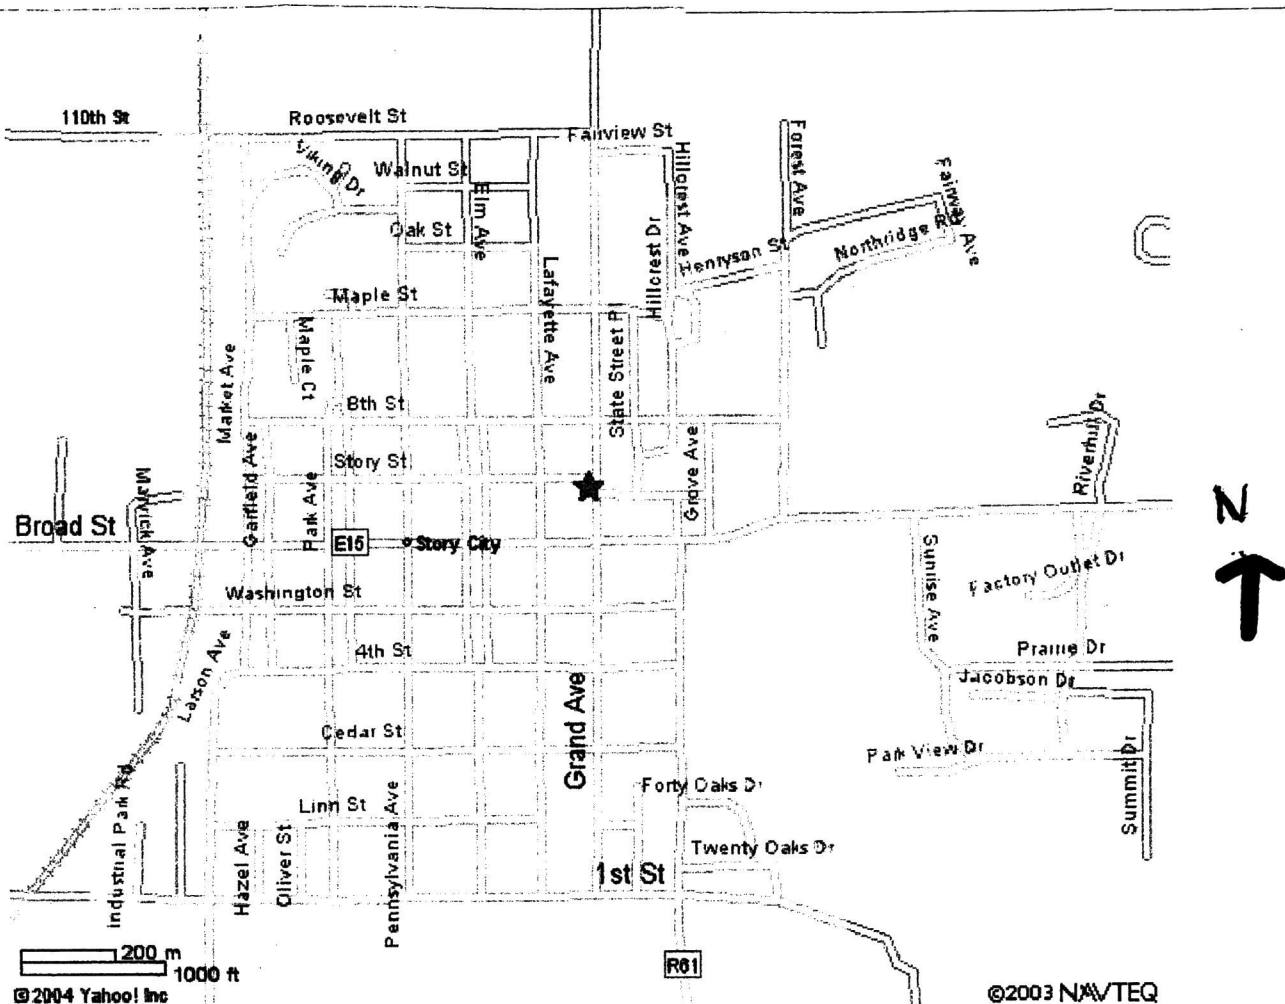 110th St
Roosevelt St
Fairview St
Viking Dr
Walnut St
Elm Ave
Oak St
Hillcrest Ave
Hillcrest Dr
Forest Ave
Fairway Ave
Northridge Rd
Henryson St
Maple St
Maple Ct
Lafayette Ave
State Street Pl
Market Ave
8th St
Story St
Garfield Ave
Park Ave
Grove Ave
Riverhill Dr
N
Broad St
E15
Story City
Washington St
Sunrise Ave
Factory Outlet Dr
Larson Ave
4th St
Prairie Dr
Jacobson Dr
Grand Ave
Cedar St
Park View Dr
Summit Dr
Industrial Park Rd
Linn St
Forty Oaks Dr
Hazel Ave
Oliver St
Pennsylvania Ave
Twenty Oaks Dr
1st St
200 m
1000 ft
R61
©2004 Yahoo! Inc
©2003 NAVTEQ